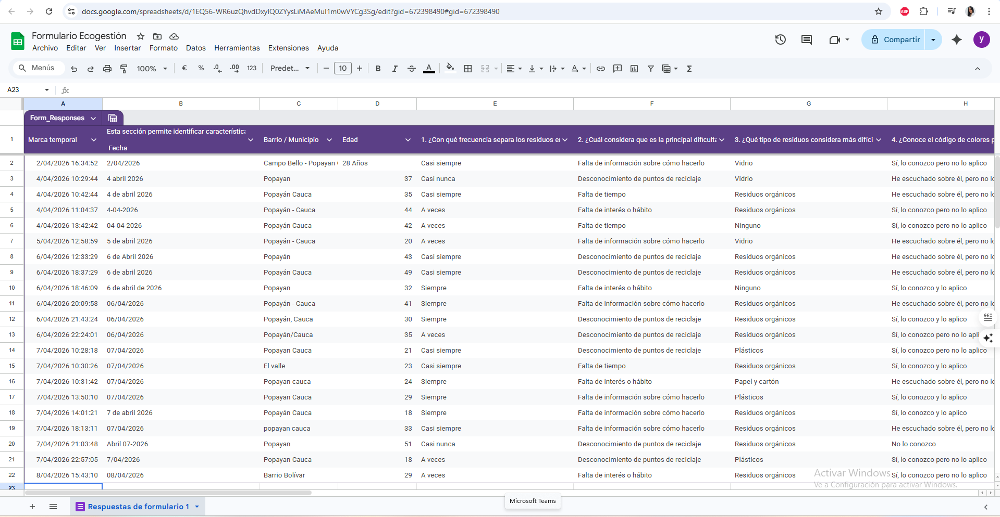 docs.google.com/spreadsheets/d/1EQ56-WR6uzQhvdDxyIQ0ZYysLiMAeMuI1m0wVYCg3Sg/edit?gid=672398490#gid=672398490
ABP
Formulario Ecogestión
Archivo Editar Ver Insertar Formato Datos Herramientas Extensiones Ayuda
Compartir
y
Menús 100% € % .0 .00 123 Predet... 10 B I A
A23 fx
A B C D E F G H
Form_Responses
1 Marca temporal Esta sección permite identificar característica Fecha Barrio / Municipio Edad 1. ¿Con qué frecuencia separa los residuos e 2. ¿Cuál considera que es la principal dificulta 3. ¿Qué tipo de residuos considera más difíci 4. ¿Conoce el código de colores p
2 2/04/2026 16:34:52 2/04/2026 Campo Bello - Popayan 28 Años Casi siempre Falta de información sobre cómo hacerlo Vidrio Sí, lo conozco pero no lo aplico
3 4/04/2026 10:29:44 4 abril 2026 Popayan 37 Casi nunca Desconocimiento de puntos de reciclaje Vidrio He escuchado sobre él, pero no lo
4 4/04/2026 10:42:44 4 de abril 2026 Popayán Cauca 35 Casi siempre Falta de tiempo Residuos orgánicos He escuchado sobre él, pero no lo
5 4/04/2026 11:04:37 4-04-2026 Popayán - Cauca 44 A veces Falta de interés o hábito Residuos orgánicos Sí, lo conozco pero no lo aplico
6 4/04/2026 13:42:42 04-04-2026 Popayán Cauca 42 A veces Falta de tiempo Ninguno Sí, lo conozco pero no lo aplico
7 5/04/2026 12:58:59 5 de abril 2026 Popayán - Cauca 20 A veces Falta de información sobre cómo hacerlo Vidrio He escuchado sobre él, pero no lo
8 6/04/2026 12:33:29 6 de Abril 2026 Popayán 43 Casi siempre Desconocimiento de puntos de reciclaje Residuos orgánicos He escuchado sobre él, pero no lo
9 6/04/2026 18:37:29 6 de abril 2026 Popayán Cauca 49 Casi siempre Desconocimiento de puntos de reciclaje Residuos orgánicos He escuchado sobre él, pero no lo
10 6/04/2026 18:46:09 6 de abril de 2026 Popayan 32 Siempre Falta de interés o hábito Ninguno Sí, lo conozco y lo aplico
11 6/04/2026 20:09:53 06/04/2026 Popayán - Cauca 41 Siempre Falta de información sobre cómo hacerlo Residuos orgánicos He escuchado sobre él, pero no lo
12 6/04/2026 21:43:24 06/04/2026 Popayán, Cauca 30 Siempre Desconocimiento de puntos de reciclaje Residuos orgánicos Sí, lo conozco y lo aplico
13 6/04/2026 22:24:01 06/04/2026 Popayán/Cauca 35 A veces Desconocimiento de puntos de reciclaje Residuos orgánicos Sí, lo conozco pero no lo apli
14 7/04/2026 10:28:18 07/04/2026 Popayan Cauca 21 Casi siempre Desconocimiento de puntos de reciclaje Plásticos Sí, lo conozco pero no lo aplico
15 7/04/2026 10:30:26 07/04/2026 El valle 23 Casi siempre Falta de tiempo Residuos orgánicos Sí, lo conozco y lo aplico
16 7/04/2026 10:31:42 07/04/2026 Popayan cauca 24 Siempre Falta de interés o hábito Papel y cartón He escuchado sobre él, pero no lo
17 7/04/2026 13:50:10 07/04/2026 Popayan Cauca 29 Siempre Falta de información sobre cómo hacerlo Plásticos Sí, lo conozco y lo aplico
18 7/04/2026 14:01:21 7 de abril 2026 Popayán Cauca 18 Siempre Falta de información sobre cómo hacerlo Residuos orgánicos Sí, lo conozco y lo aplico
19 7/04/2026 18:13:11 07/04/2026 popayan cauca 33 Casi siempre Falta de información sobre cómo hacerlo Residuos orgánicos He escuchado sobre él, pero no lo
20 7/04/2026 21:03:48 Abril 07-2026 Popayan 51 Casi nunca Desconocimiento de puntos de reciclaje Residuos orgánicos No lo conozco
21 7/04/2026 22:57:05 7/04/2026 Popayan Cauca 18 A veces Desconocimiento de puntos de reciclaje Plásticos Sí, lo conozco pero no lo aplico
22 8/04/2026 15:43:10 08/04/2026 Barrio Bolívar 29 A veces Falta de interés o hábito Residuos orgánicos Sí, lo conozco pero no lo aplico
23
Activar Windows
Ve a Configuración para activar Windows.
Microsoft Teams
Respuestas de formulario 1